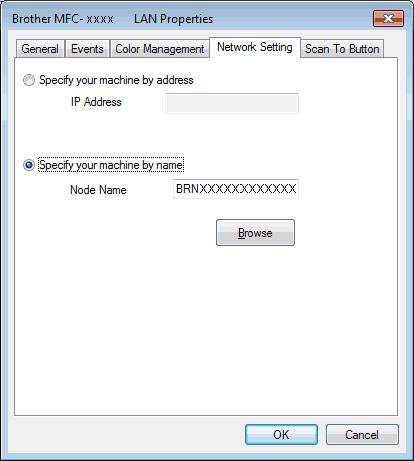 Brother MFC- XXXX LAN Properties
General Events Color Management Network Setting Scan To Button
Specify your machine by address
IP Address
Specify your machine by name
Node Name BRNXXXXXXXXXXXX
Browse
OK Cancel